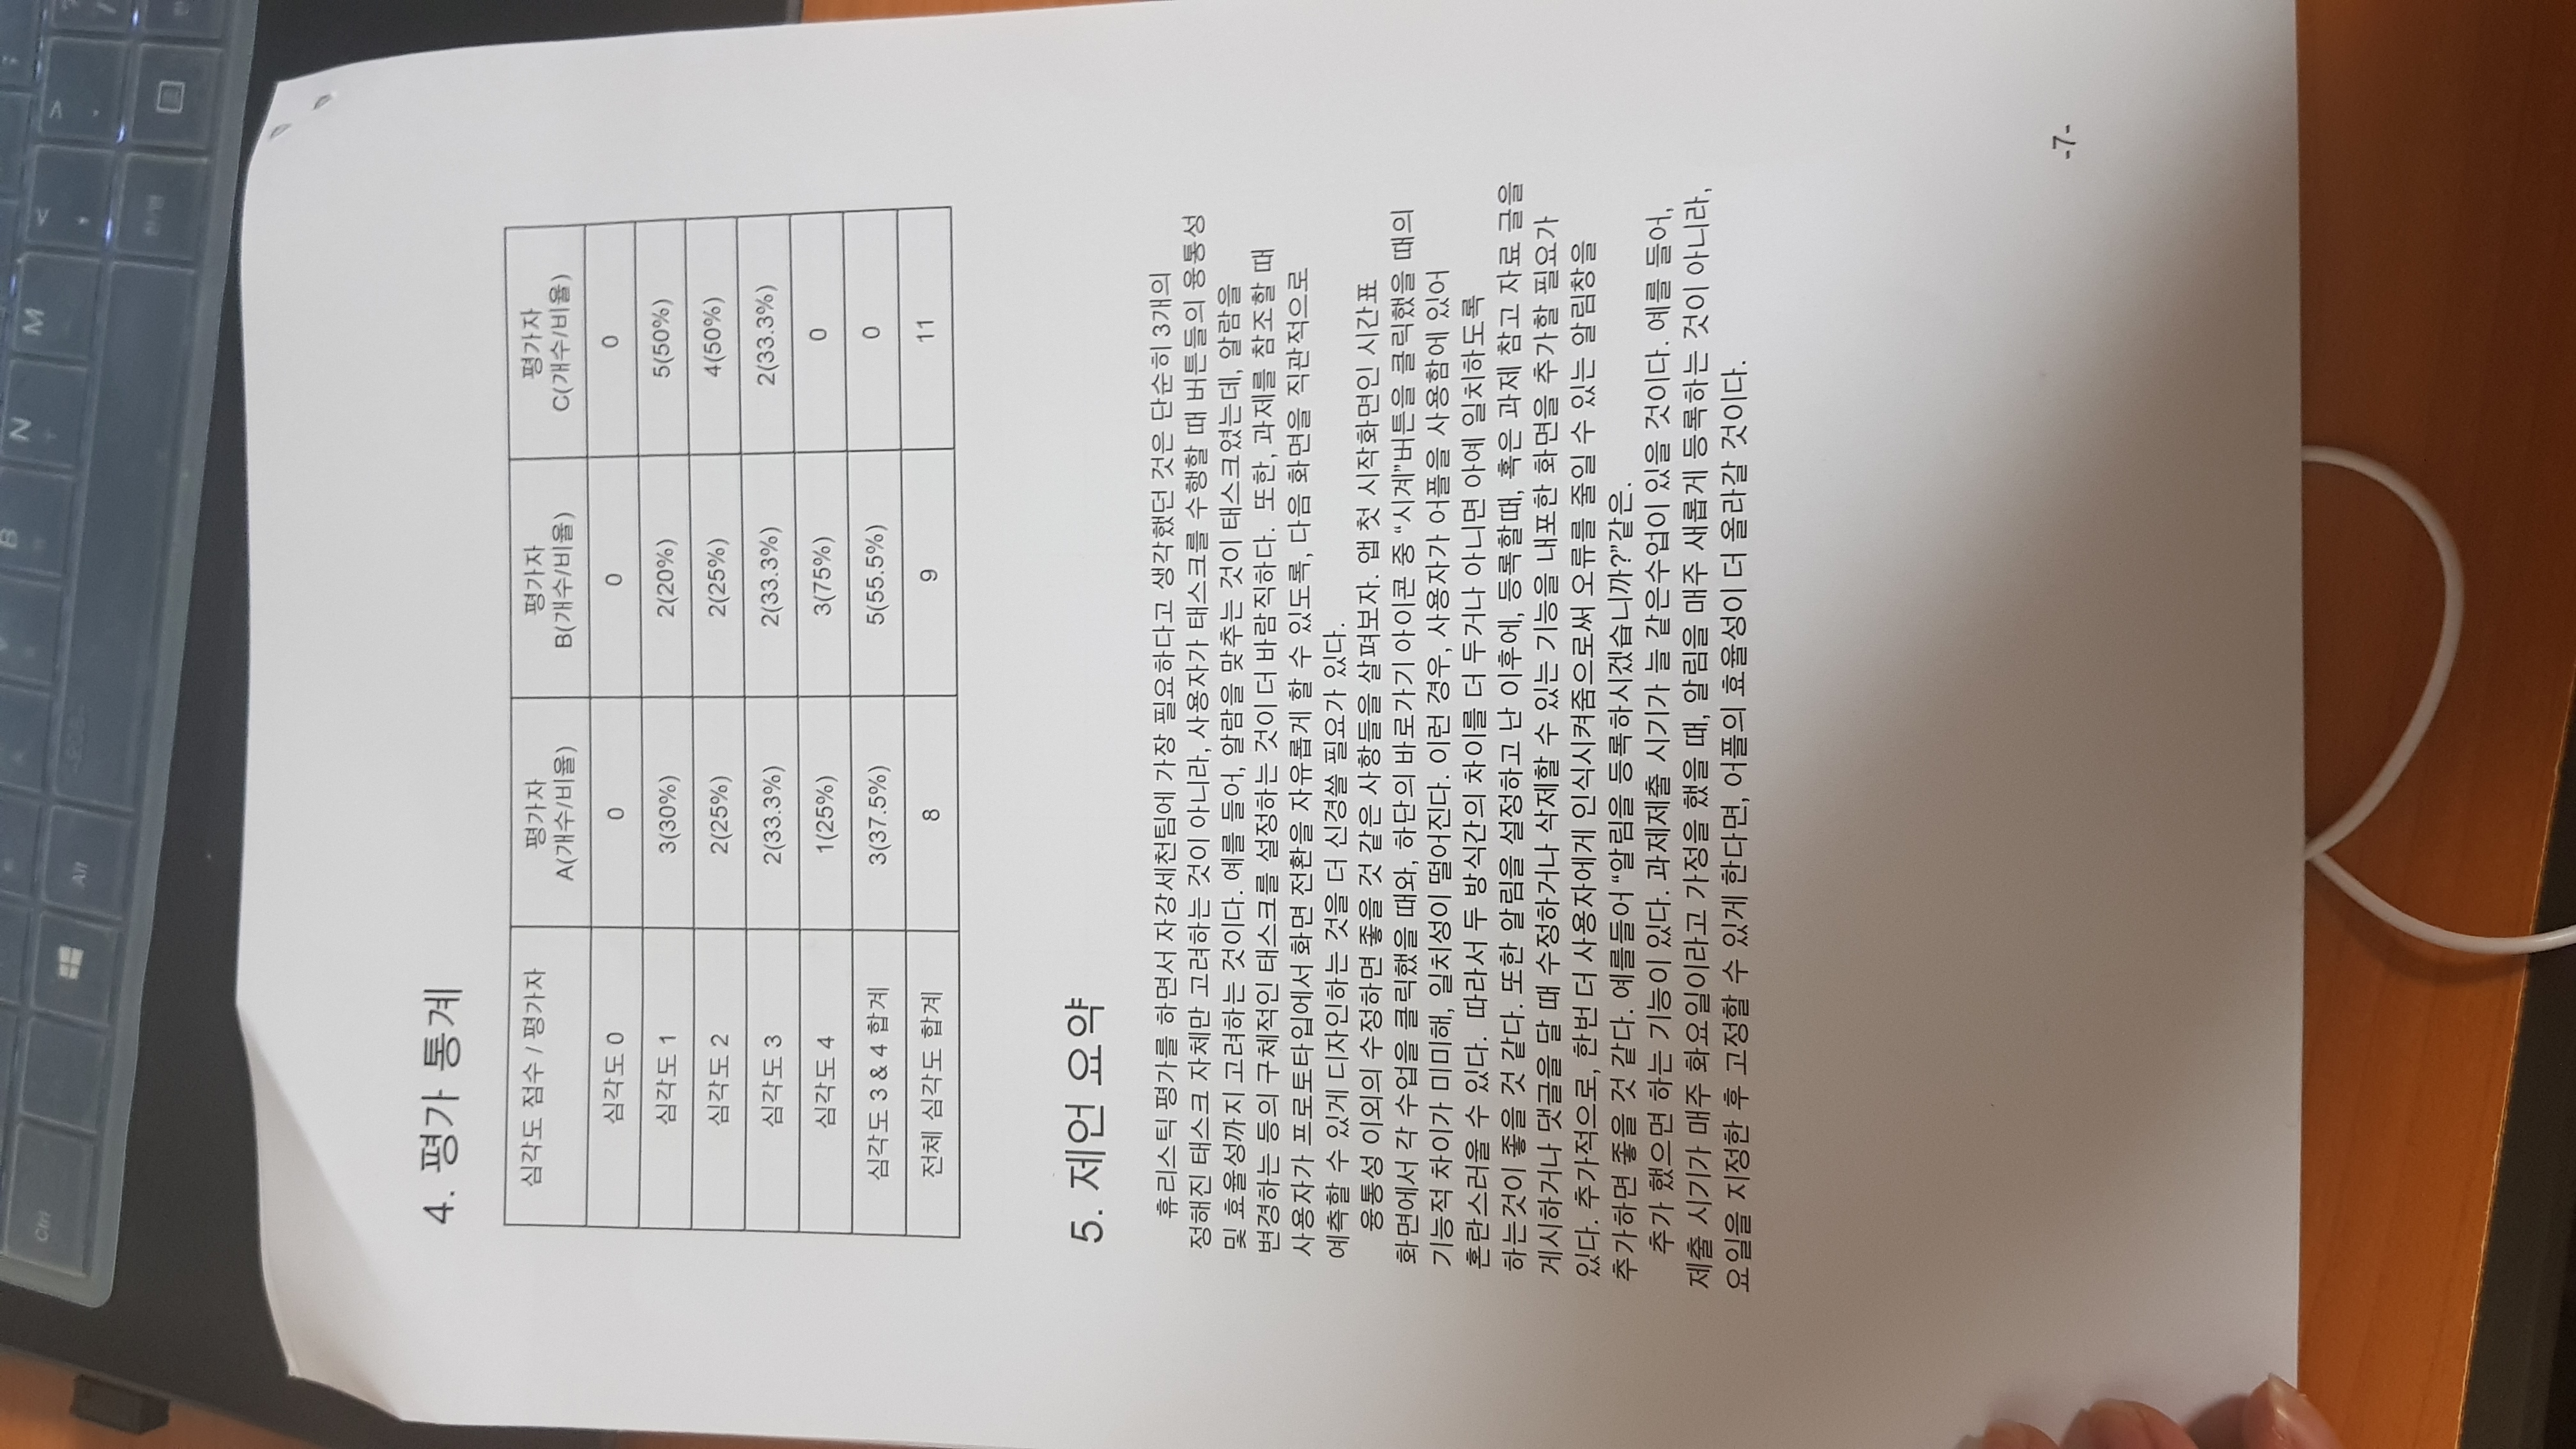 Ctrl
Alt
B
N
M
<
>
,
.
한/영
4. 평가 통계
심각도 점수 / 평가자 평가자 A(개수/비율) 평가자 B(개수/비율) 평가자 C(개수/비율)
심각도 0 0 0 0
심각도 1 3(30%) 2(20%) 5(50%)
심각도 2 2(25%) 2(25%) 4(50%)
심각도 3 2(33.3%) 2(33.3%) 2(33.3%)
심각도 4 1(25%) 3(75%) 0
심각도 3 & 4 합계 3(37.5%) 5(55.5%) 0
전체 심각도 합계 8 9 11
5. 제언 요약
휴리스틱 평가를 하면서 자강세천팀에 가장 필요하다고 생각했던 것은 단순히 3개의
정해진 태스크 자체만 고려하는 것이 아니라, 사용자가 태스크를 수행할 때 버튼들의 융통성
및 효율성까지 고려하는 것이다. 예를 들어, 알람을 맞추는 것이 태스크였는데, 알람을
변경하는 등의 구체적인 태스크를 설정하는 것이 더 바람직하다. 또한, 과제를 참조할 때
사용자가 프로토타입에서 화면 전환을 자유롭게 할 수 있도록, 다음 화면을 직관적으로
예측할 수 있게 디자인하는 것을 더 신경쓸 필요가 있다.
융통성 이외의 수정하면 좋을 것 같은 사항들을 살펴보자. 앱 첫 시작화면인 시간표
화면에서 각 수업을 클릭했을 때와, 하단의 바로가기 아이콘 중 “시계”버튼을 클릭했을 때의
기능적 차이가 미미해, 일치성이 떨어진다. 이런 경우, 사용자가 어플을 사용함에 있어
혼란스러울 수 있다. 따라서 두 방식간의 차이를 더 두거나 아니면 아예 일치하도록
하는것이 좋을 것 같다. 또한 알림을 설정하고 난 이후에, 등록할때, 혹은 과제 참고 자료 글을
게시하거나 댓글을 달 때 수정하거나 삭제할 수 있는 기능을 내포한 화면을 추가할 필요가
있다. 추가적으로, 한번 더 사용자에게 인식시켜줌으로써 오류를 줄일 수 있는 알림창을
추가하면 좋을 것 같다. 예를들어 “알림을 등록하시겠습니까?”같은.
추가 했으면 하는 기능이 있다. 과제제출 시기가 늘 같은수업이 있을 것이다. 예를 들어,
제출 시기가 매주 화요일이라고 가정을 했을 때, 알림을 매주 새롭게 등록하는 것이 아니라,
요일을 지정한 후 고정할 수 있게 한다면, 어플의 효율성이 더 올라갈 것이다.
-7-